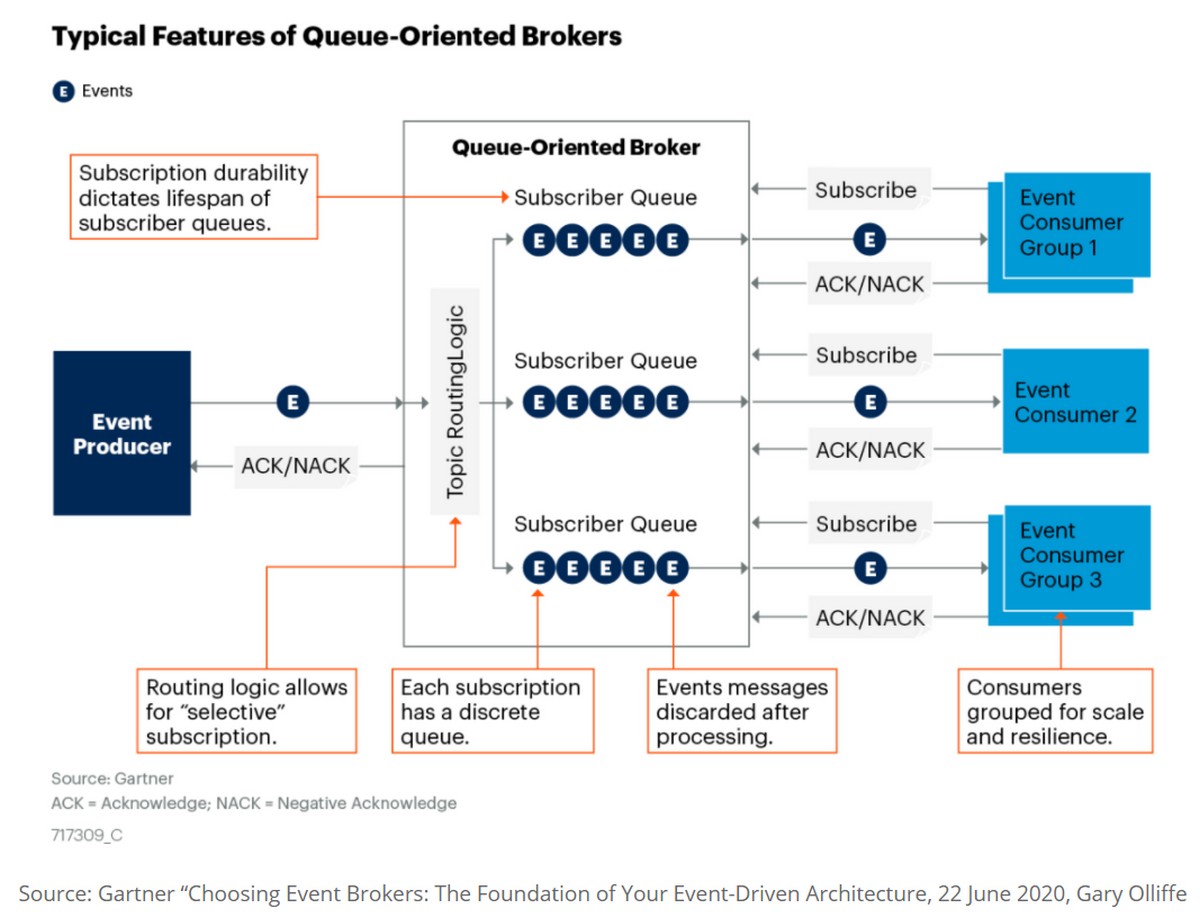 Typical Features of Queue-Oriented Brokers
E Events
Queue-Oriented Broker
Subscription durability
dictates lifespan of
subscriber queues.
Subscriber Queue
E E E E E
Subscribe
E
ACK/NACK
Event
Consumer
Group 1
Event
Producer
E
ACK/NACK
Topic RoutingLogic
Subscriber Queue
E E E E E
Subscribe
E
ACK/NACK
Event
Consumer 2
Subscriber Queue
E E E E E
Subscribe
E
ACK/NACK
Event
Consumer
Group 3
Routing logic allows
for “selective”
subscription.
Each subscription
has a discrete
queue.
Events messages
discarded after
processing.
Consumers
grouped for scale
and resilience.
Source: Gartner
ACK = Acknowledge; NACK = Negative Acknowledge
717309_C
Source: Gartner “Choosing Event Brokers: The Foundation of Your Event-Driven Architecture, 22 June 2020, Gary Olliffe